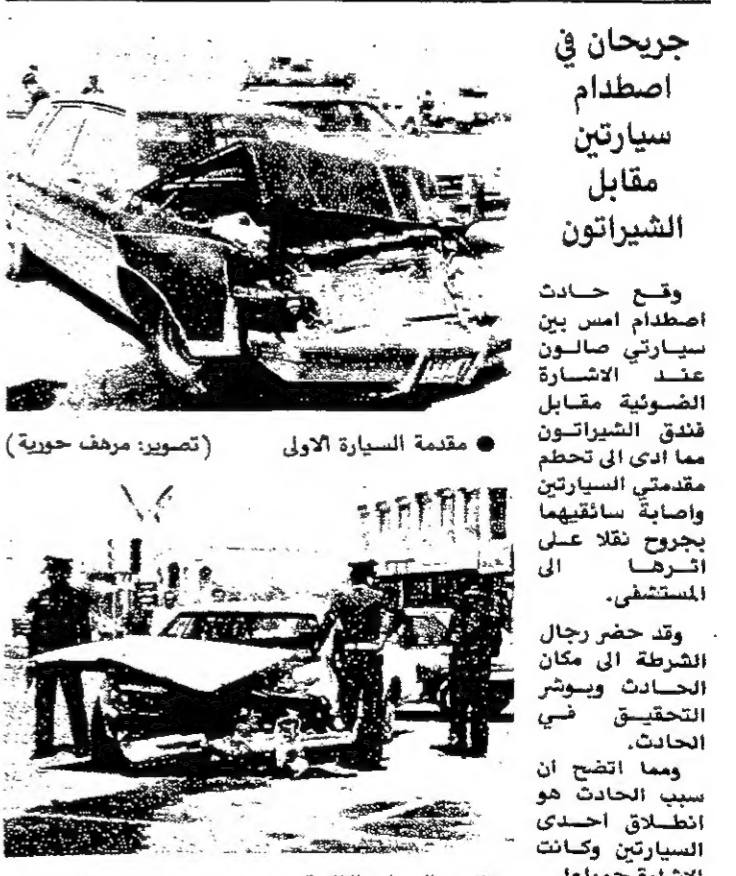 جريحان في
اصطدام
سيارتين
مقابل
الشيراتون
وقع حادث
اصطدام امس بين
سيارتي صالون
عند الاشارة
الضوئية مقابل
فندق الشيراتون
مما ادى الى تحطم
مقدمتي السيارتين
واصابة سائقيهما
بجروح نقلا على
اثرها الى
المستشفى.
وقد حضر رجال
الشرطة الى مكان
الحادث وبوشر
التحقيق في
الحادث.
ومما اتضح ان
سبب الحادث هو
انطلاق احدى
السيارتين وكانت
● مقدمة السيارة الاولى (تصوير: مرهف حورية)